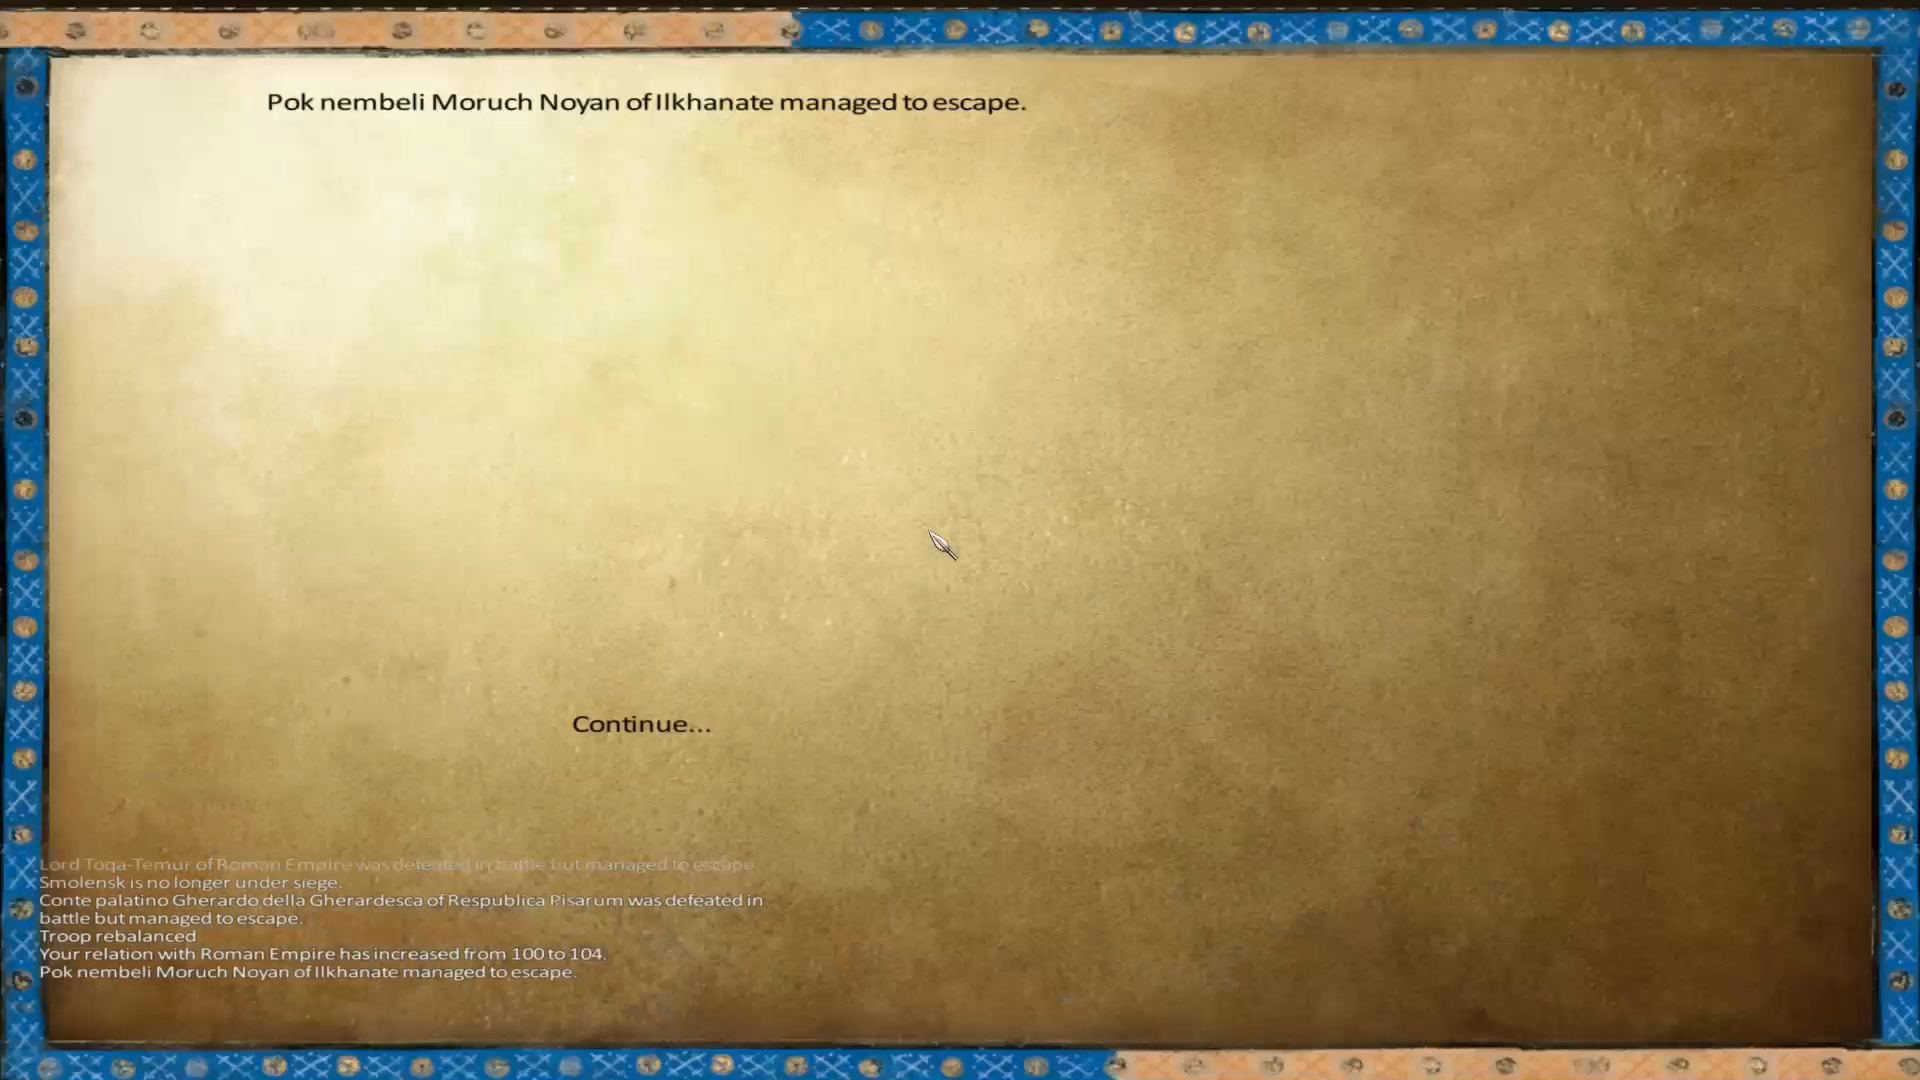 Pok nembeli Moruch Noyan of Ilkhanate managed to escape.
Continue...
Lord Toqa-Temur of Roman Empire was defeated in battle but managed to escape.
Smolensk is no longer under siege.
Conte palatino Gherardo della Gherardesca of Respublica Pisarum was defeated in
battle but managed to escape.
Troop rebalanced
Your relation with Roman Empire has increased from 100 to 104.
Pok nembeli Moruch Noyan of Ilkhanate managed to escape.